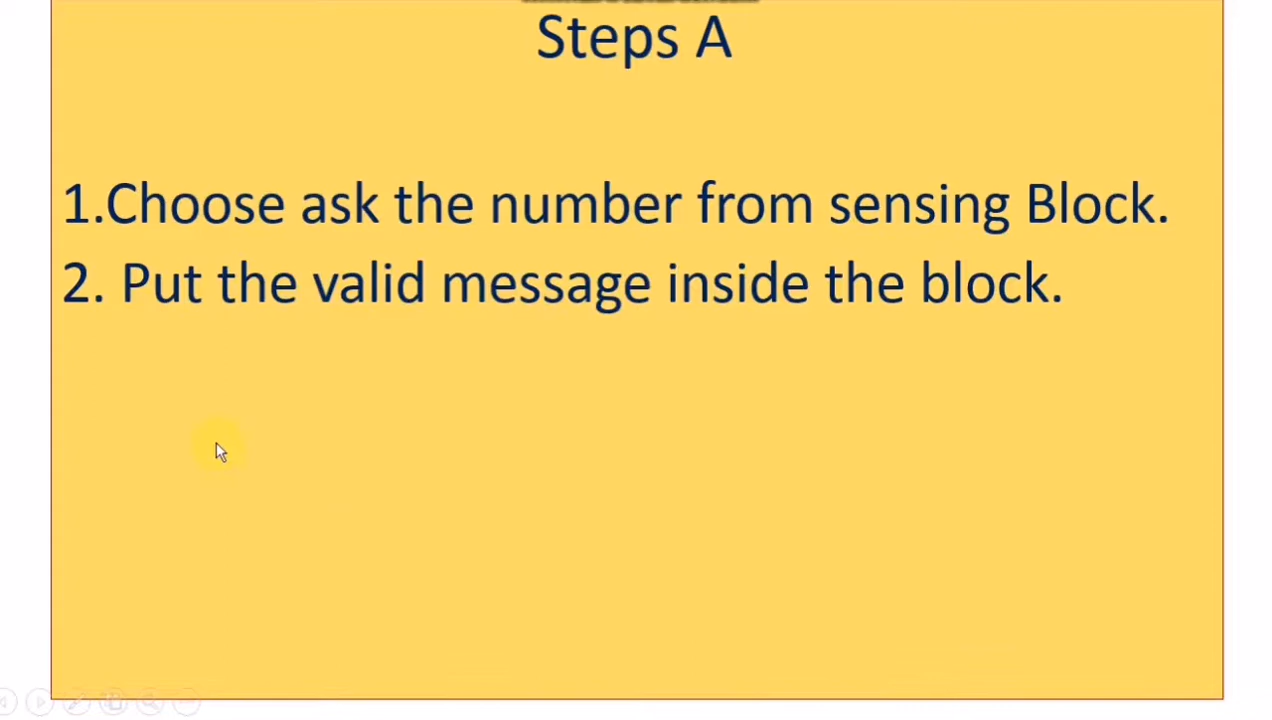 Steps A
1.Choose ask the number from sensing Block.
2. Put the valid message inside the block.